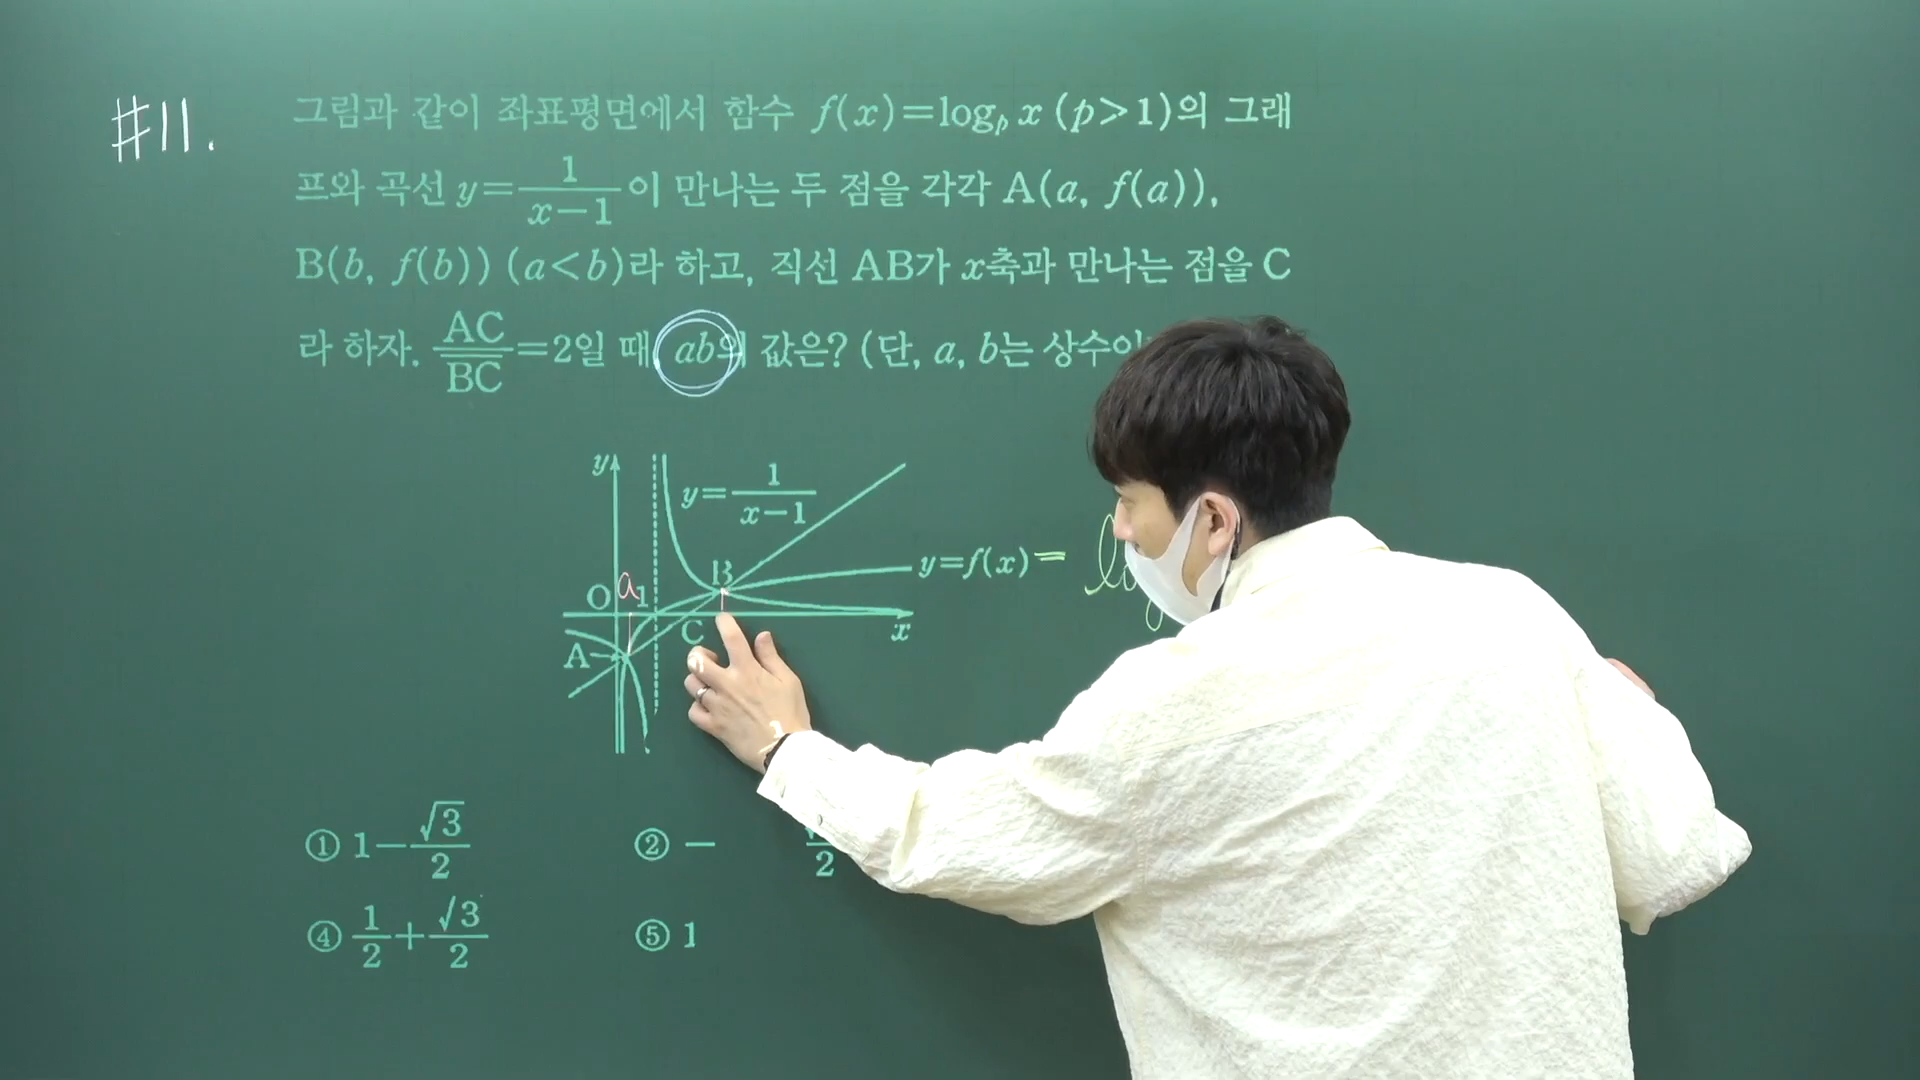 #11.
그림과 같이 좌표평면에서 함수 f(x)=logₚ x (p>1)의 그래
프와 곡선 y=1/(x-1)이 만나는 두 점을 각각 A(a, f(a)),
B(b, f(b)) (a<b)라 하고, 직선 AB가 x축과 만나는 점을 C
라 하자. AC/BC=2일 때 ab의 값은? (단, a, b는 상수이
y
y=1/(x-1)
B
y=f(x)=
O a 1
C
x
A
① 1-√3/2
② -
2
④ 1/2+√3/2
⑤ 1